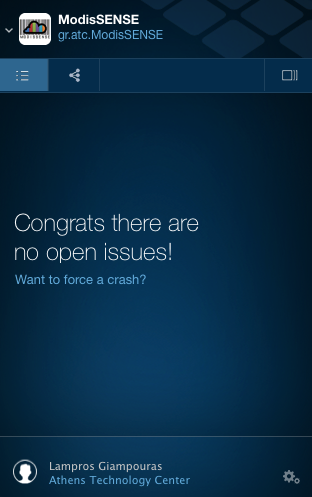 ModisSENSE
gr.atc.ModisSENSE
MODISSENSE
Congrats there are
no open issues!
Want to force a crash?
Lampros Giampouras
Athens Technology Center